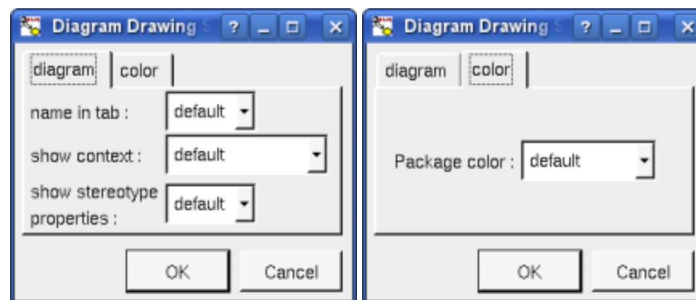 Diagram Drawing S
diagram
color
name in tab :
default
show context :
default
show stereotype
properties :
default
OK
Cancel
Diagram Drawing S
diagram
color
Package color :
default
OK
Cancel